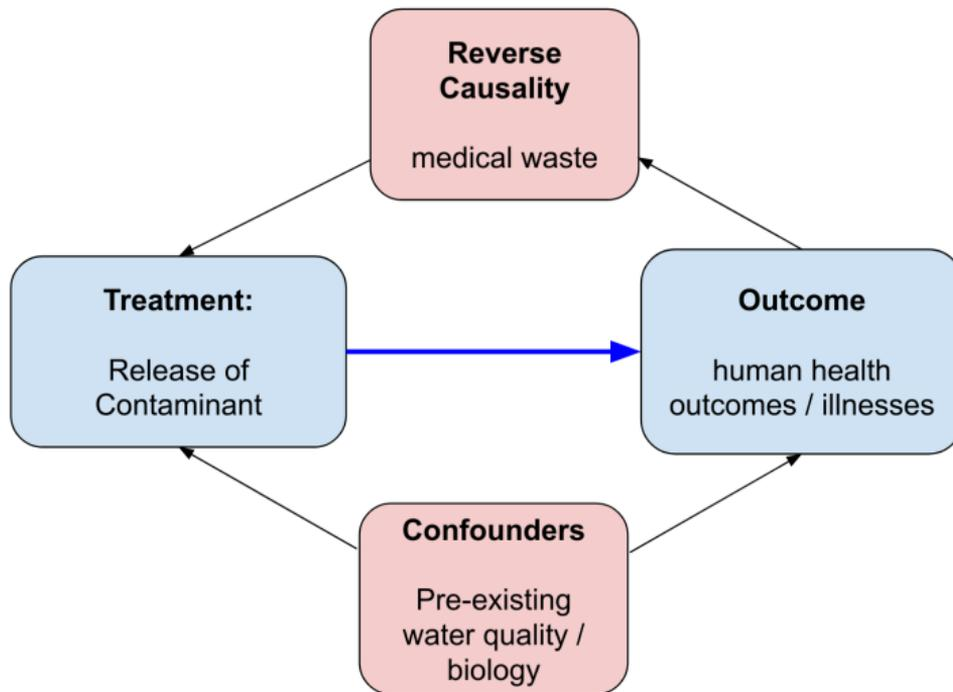 Reverse
Causality
medical waste
Treatment:
Release of
Contaminant
Outcome
human health
outcomes / illnesses
Confounders
Pre-existing
water quality /
biology